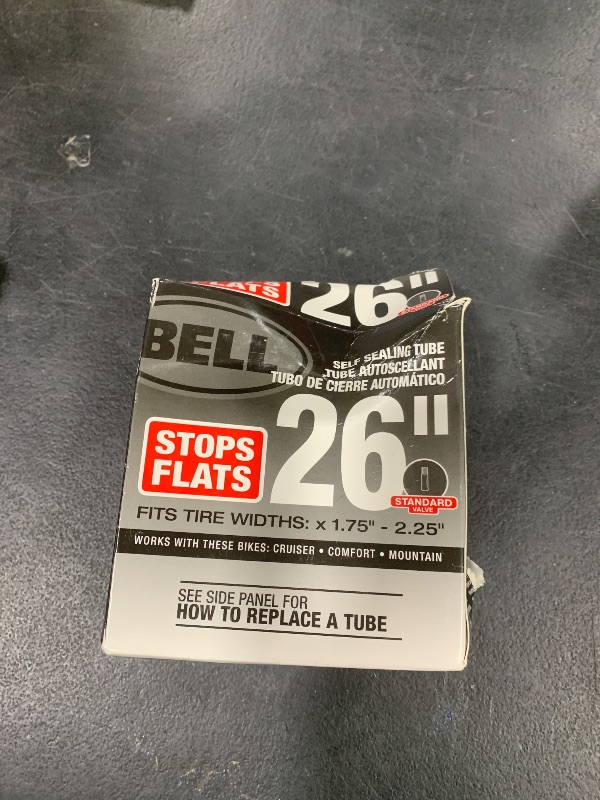 FLATS
26"
BELL
SELF SEALING TUBE
TUBE AUTOSCELLANT
TUBO DE CIERRE AUTOMÁTICO
STOPS
FLATS
26"
STANDARD
VALVE
FITS TIRE WIDTHS: x 1.75" - 2.25"
WORKS WITH THESE BIKES: CRUISER • COMFORT • MOUNTAIN
SEE SIDE PANEL FOR
HOW TO REPLACE A TUBE